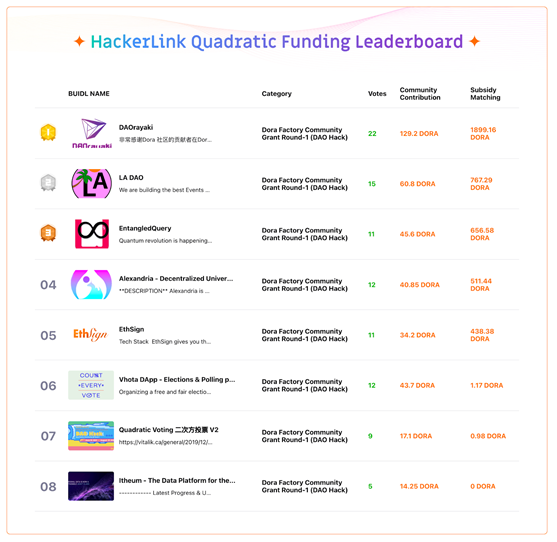 ✦ HackerLink Quadratic Funding Leaderboard ✦
BUIDL NAME
Category
Votes
Community
Contribution
Subsidy
Matching
1
DAOrayaki
DAOrayaki
非常感谢Dora 社区的贡献者在Dor...
Dora Factory Community
Grant Round-1 (DAO Hack)
22
129.2 DORA
1899.16
DORA
2
LA
LA DAO
We are building the best Events ...
Dora Factory Community
Grant Round-1 (DAO Hack)
15
60.8 DORA
767.29
DORA
3
EntangledQuery
Quantum revolution is happening...
Dora Factory Community
Grant Round-1 (DAO Hack)
11
45.6 DORA
656.58
DORA
04
Alexandria - Decentralized Univer...
**DESCRIPTION** Alexandria is ...
Dora Factory Community
Grant Round-1 (DAO Hack)
12
40.85 DORA
511.44
DORA
05
EthSign
EthSign
Tech Stack EthSign gives you th...
Dora Factory Community
Grant Round-1 (DAO Hack)
11
34.2 DORA
438.38
DORA
06
COUNT
EVERY
VOTE
Vhota DApp - Elections & Polling p...
Organizing a free and fair electio...
Dora Factory Community
Grant Round-1 (DAO Hack)
12
43.7 DORA
1.17 DORA
07
Quadratic Voting 二次方投票 V2
https://vitalik.ca/general/2019/12/...
Dora Factory Community
Grant Round-1 (DAO Hack)
9
17.1 DORA
0.98 DORA
08
Itheum - The Data Platform for the...
------------ Latest Progress & U...
Dora Factory Community
Grant Round-1 (DAO Hack)
5
14.25 DORA
0 DORA